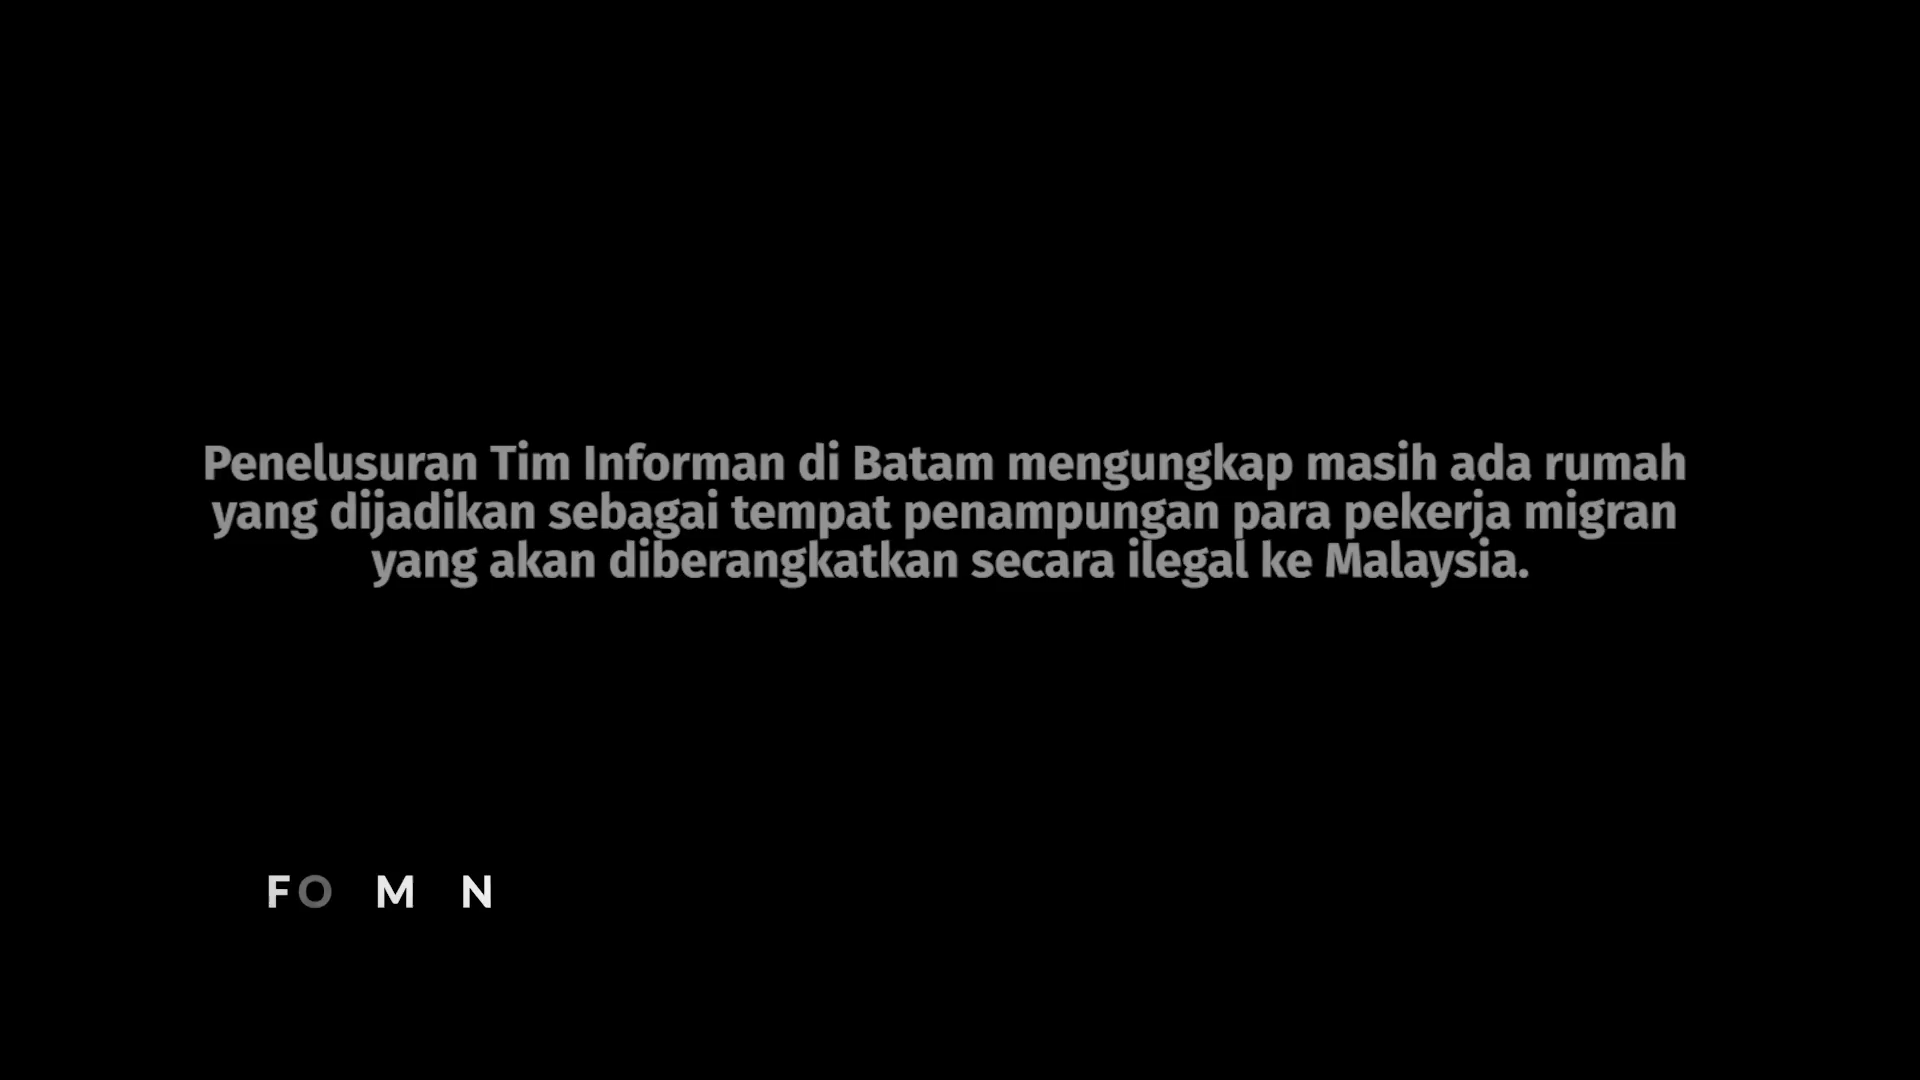 Penelusuran Tim Informan di Batam mengungkap masih ada rumah
yang dijadikan sebagai tempat penampungan para pekerja migran
yang akan diberangkatkan secara ilegal ke Malaysia.
FO M N